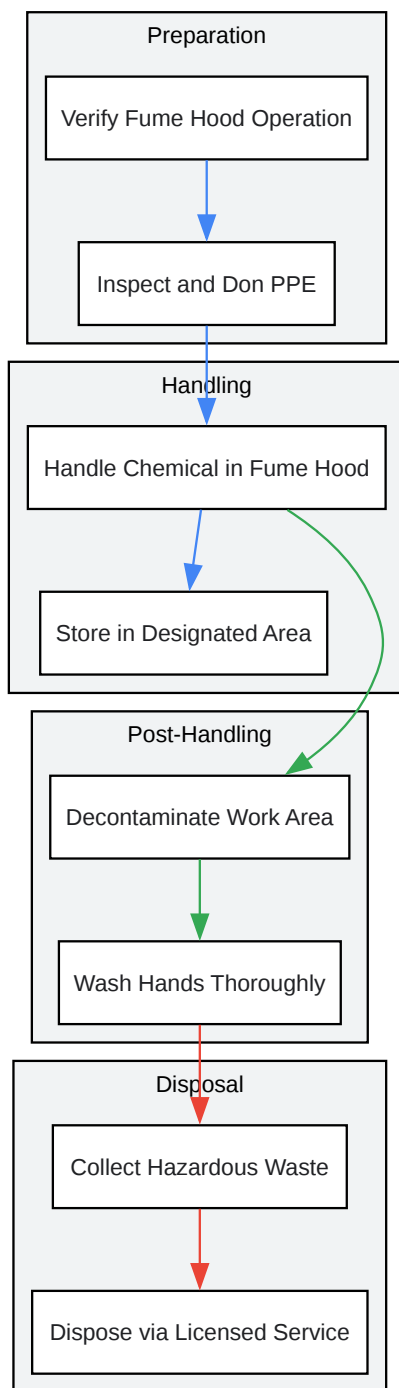 Preparation
Verify Fume Hood Operation
Inspect and Don PPE
Handling
Handle Chemical in Fume Hood
Store in Designated Area
Post-Handling
Decontaminate Work Area
Wash Hands Thoroughly
Disposal
Collect Hazardous Waste
Dispose via Licensed Service